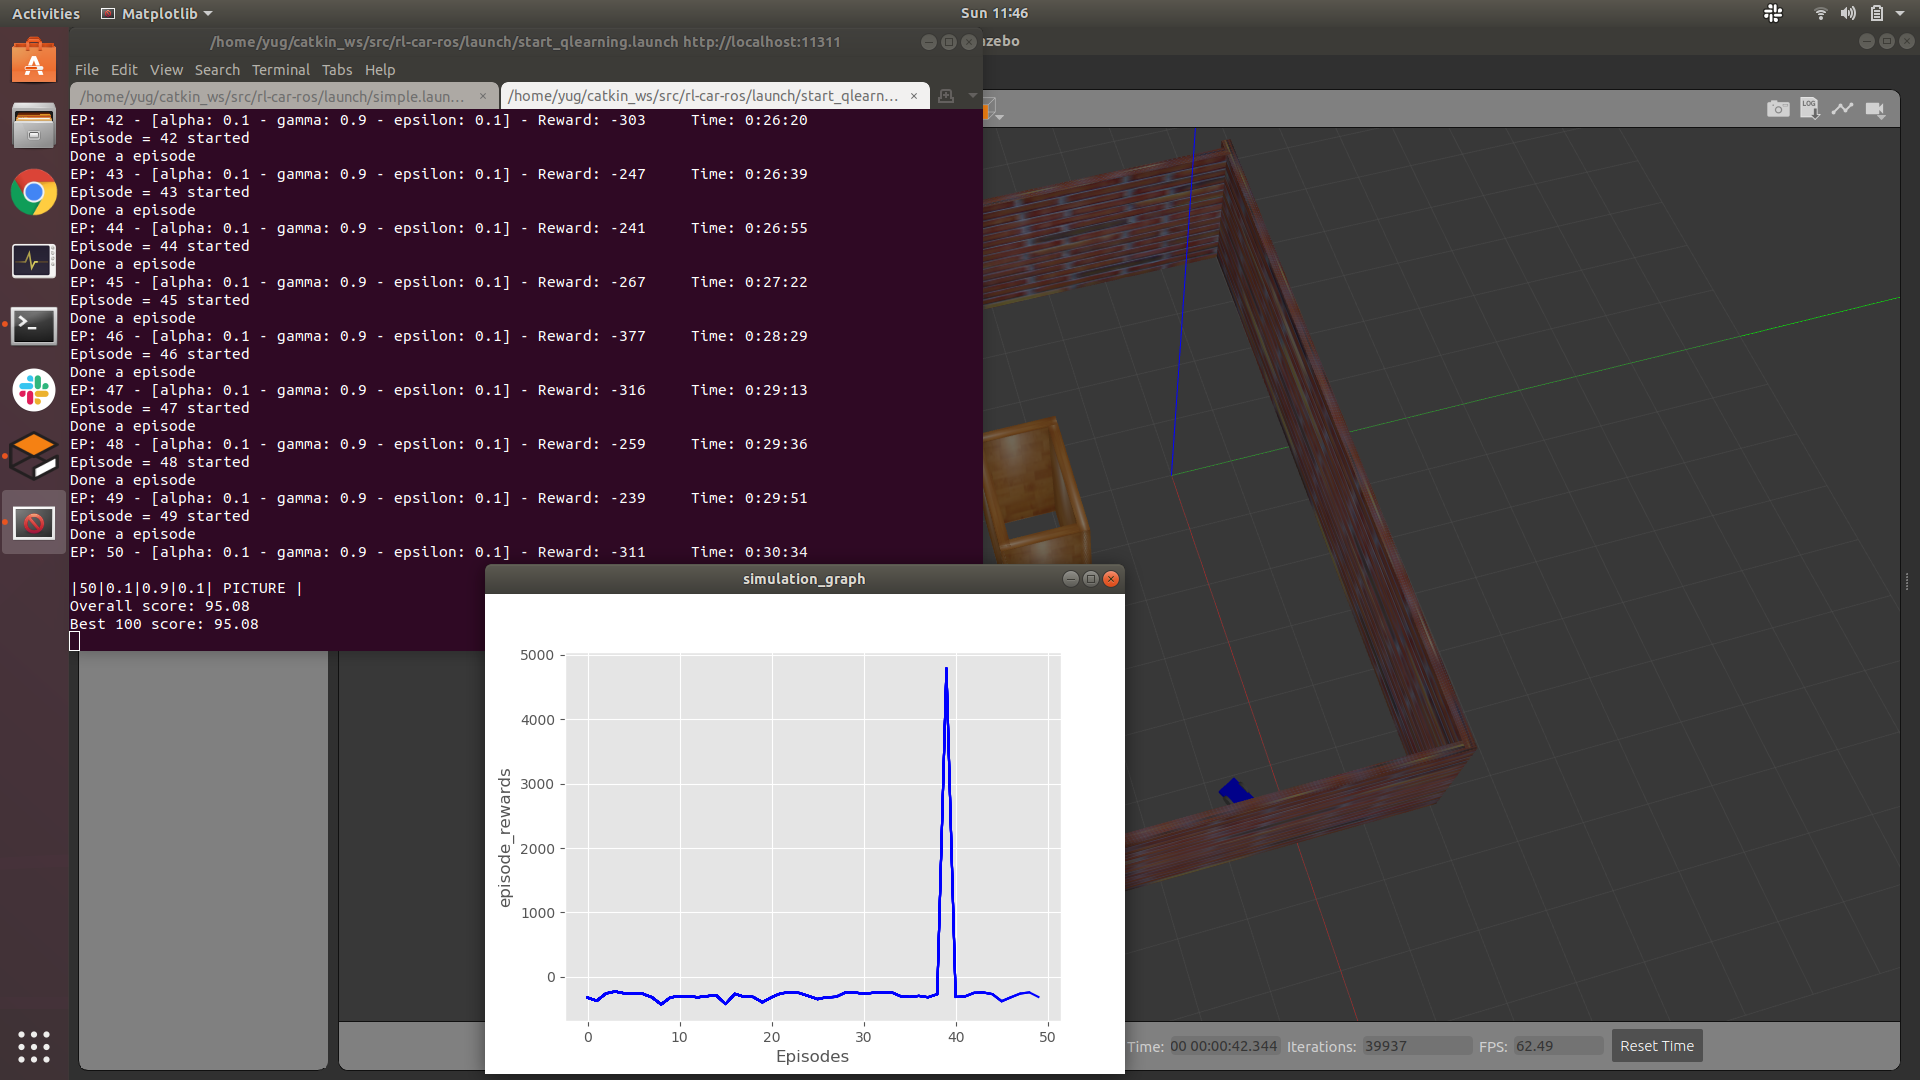 Activities
Matplotlib
Sun 11:46
/home/yug/catkin_ws/src/rl-car-ros/launch/start_qlearning.launch http://localhost:11311
File Edit View Search Terminal Tabs Help
/home/yug/catkin_ws/src/rl-car-ros/launch/simple.laun...
/home/yug/catkin_ws/src/rl-car-ros/launch/start_qlearn...
EP: 42 - [alpha: 0.1 - gamma: 0.9 - epsilon: 0.1] - Reward: -303     Time: 0:26:20
Episode = 42 started
Done a episode
EP: 43 - [alpha: 0.1 - gamma: 0.9 - epsilon: 0.1] - Reward: -247     Time: 0:26:39
Episode = 43 started
Done a episode
EP: 44 - [alpha: 0.1 - gamma: 0.9 - epsilon: 0.1] - Reward: -241     Time: 0:26:55
Episode = 44 started
Done a episode
EP: 45 - [alpha: 0.1 - gamma: 0.9 - epsilon: 0.1] - Reward: -267     Time: 0:27:22
Episode = 45 started
Done a episode
EP: 46 - [alpha: 0.1 - gamma: 0.9 - epsilon: 0.1] - Reward: -377     Time: 0:28:29
Episode = 46 started
Done a episode
EP: 47 - [alpha: 0.1 - gamma: 0.9 - epsilon: 0.1] - Reward: -316     Time: 0:29:13
Episode = 47 started
Done a episode
EP: 48 - [alpha: 0.1 - gamma: 0.9 - epsilon: 0.1] - Reward: -259     Time: 0:29:36
Episode = 48 started
Done a episode
EP: 49 - [alpha: 0.1 - gamma: 0.9 - epsilon: 0.1] - Reward: -239     Time: 0:29:51
Episode = 49 started
Done a episode
EP: 50 - [alpha: 0.1 - gamma: 0.9 - epsilon: 0.1] - Reward: -311     Time: 0:30:34
|50|0.1|0.9|0.1| PICTURE |
Overall score: 95.08
Best 100 score: 95.08
azebo
LOG
simulation_graph
5000
4000
3000
2000
1000
0
episode_rewards
0 10 20 30 40 50
Episodes
Time: 00 00:00:42.344 Iterations: 39937 FPS: 62.49 Reset Time